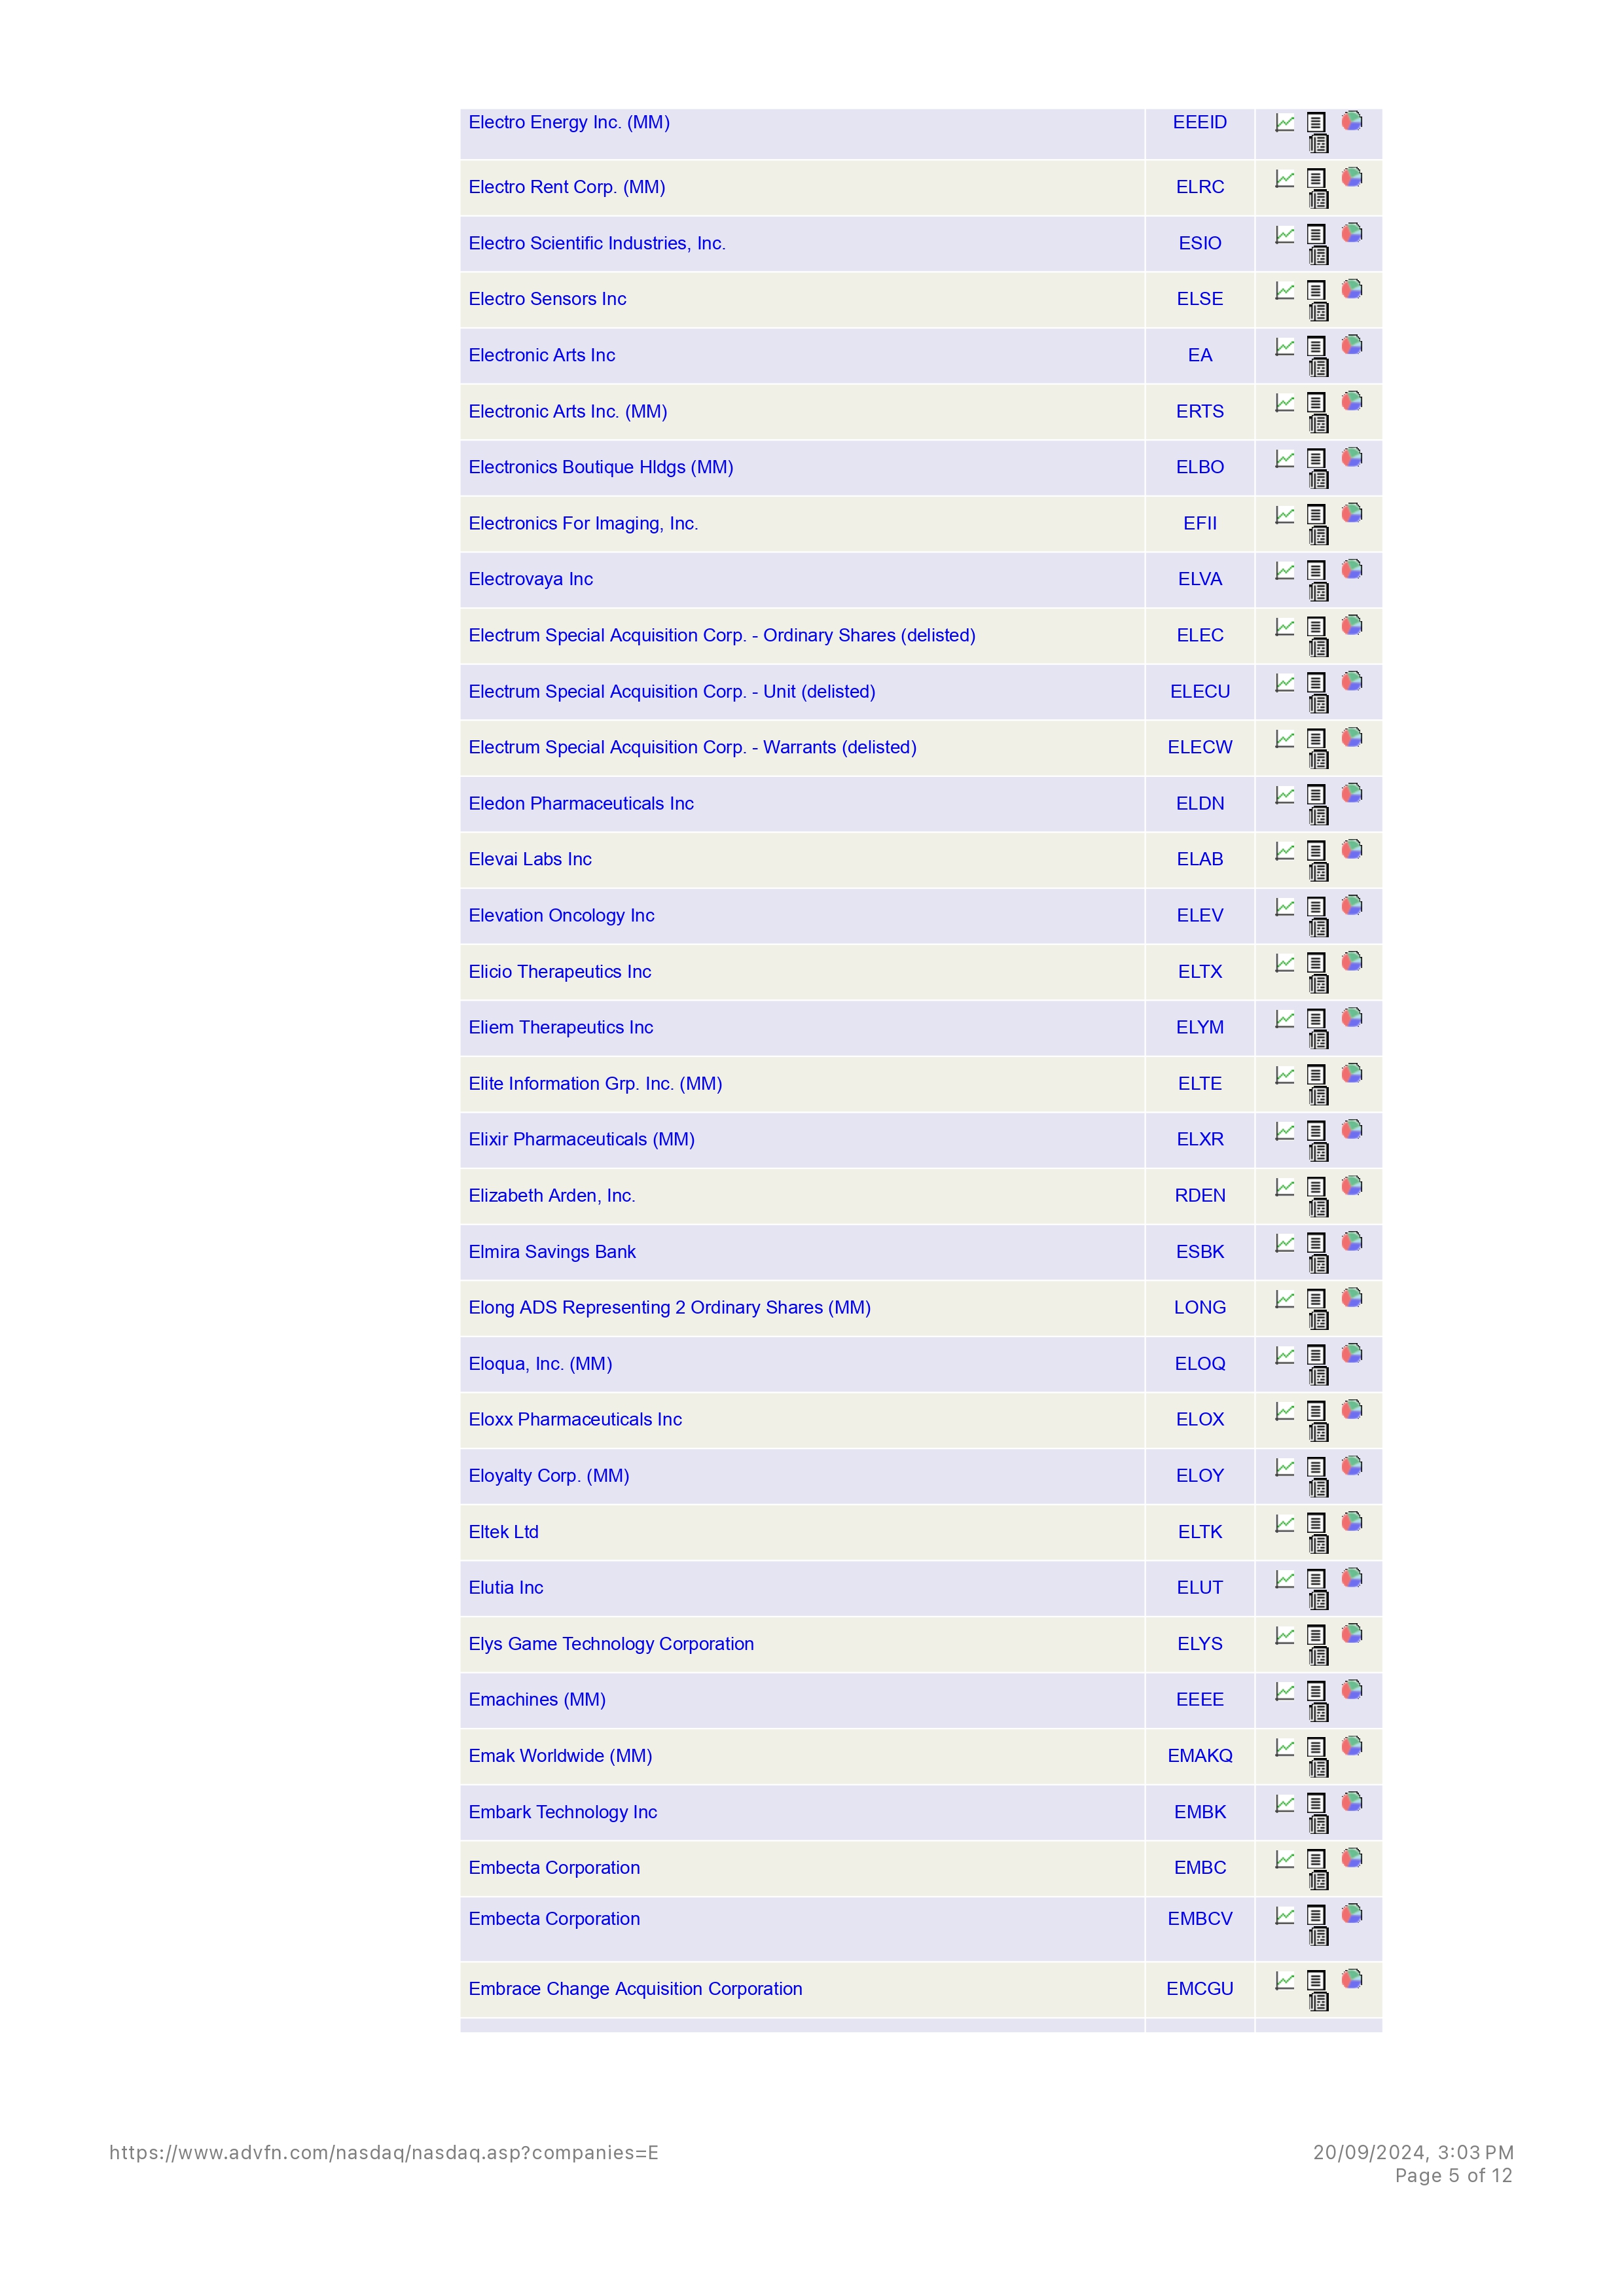 Electro Energy Inc. (MM) EEEID
Electro Rent Corp. (MM) ELRC
Electro Scientific Industries, Inc. ESIO
Electro Sensors Inc ELSE
Electronic Arts Inc EA
Electronic Arts Inc. (MM) ERTS
Electronics Boutique Hldgs (MM) ELBO
Electronics For Imaging, Inc. EFII
Electrovaya Inc ELVA
Electrum Special Acquisition Corp. - Ordinary Shares (delisted) ELEC
Electrum Special Acquisition Corp. - Unit (delisted) ELECU
Electrum Special Acquisition Corp. - Warrants (delisted) ELECW
Eledon Pharmaceuticals Inc ELDN
Elevai Labs Inc ELAB
Elevation Oncology Inc ELEV
Elicio Therapeutics Inc ELTX
Eliem Therapeutics Inc ELYM
Elite Information Grp. Inc. (MM) ELTE
Elixir Pharmaceuticals (MM) ELXR
Elizabeth Arden, Inc. RDEN
Elmira Savings Bank ESBK
Elong ADS Representing 2 Ordinary Shares (MM) LONG
Eloqua, Inc. (MM) ELOQ
Eloxx Pharmaceuticals Inc ELOX
Eloyalty Corp. (MM) ELOY
Eltek Ltd ELTK
Elutia Inc ELUT
Elys Game Technology Corporation ELYS
Emachines (MM) EEEE
Emak Worldwide (MM) EMAKQ
Embark Technology Inc EMBK
Embecta Corporation EMBC
Embecta Corporation EMBCV
Embrace Change Acquisition Corporation EMCGU
https://www.advfn.com/nasdaq/nasdaq.asp?companies=E 20/09/2024, 3:03 PM
Page 5 of 12